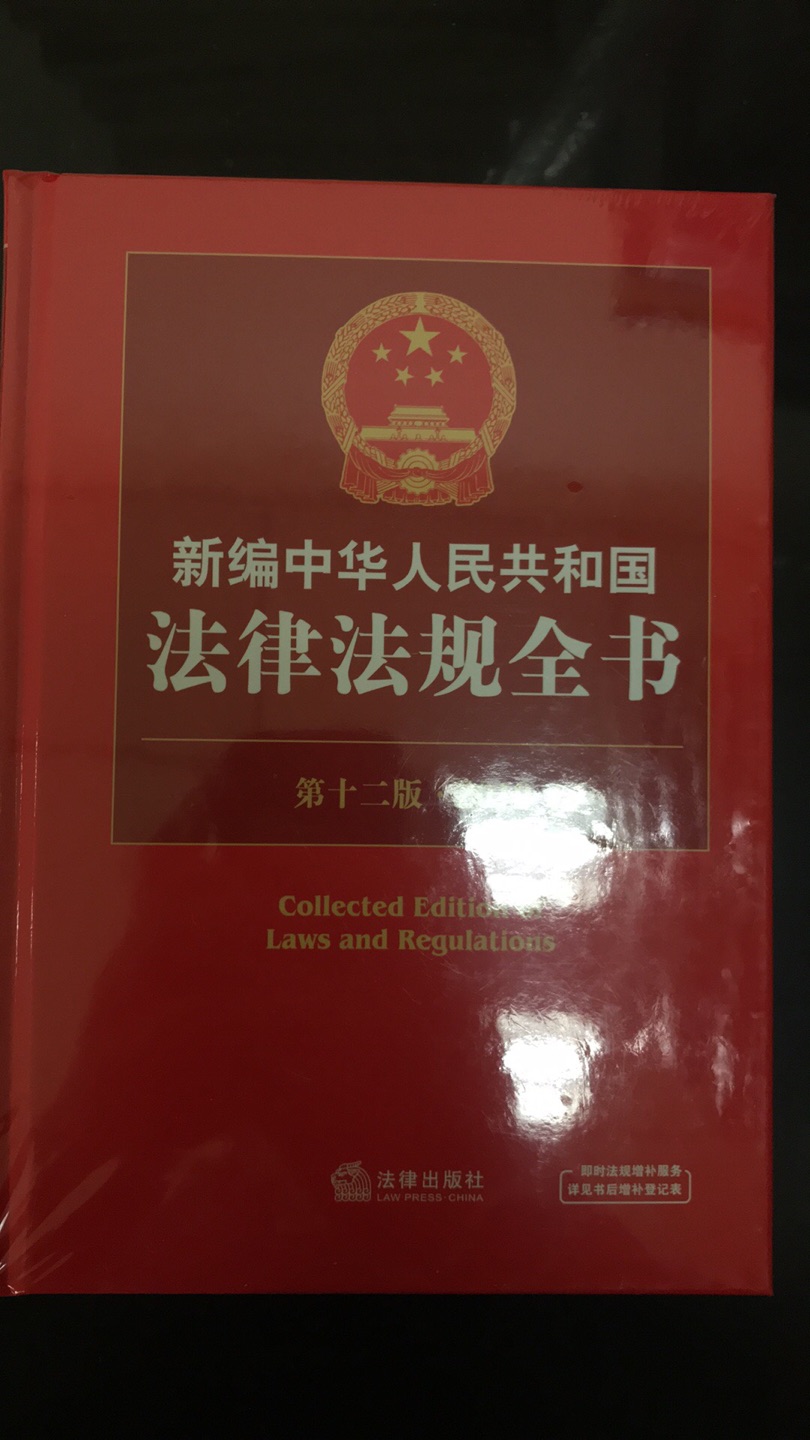 新编中华人民共和国
法律法规全书
第十二版
Collected Edition
Laws and Regulations
法律出版社
LAW PRESS·CHINA
即时法规增补服务
详见书后增补登记表